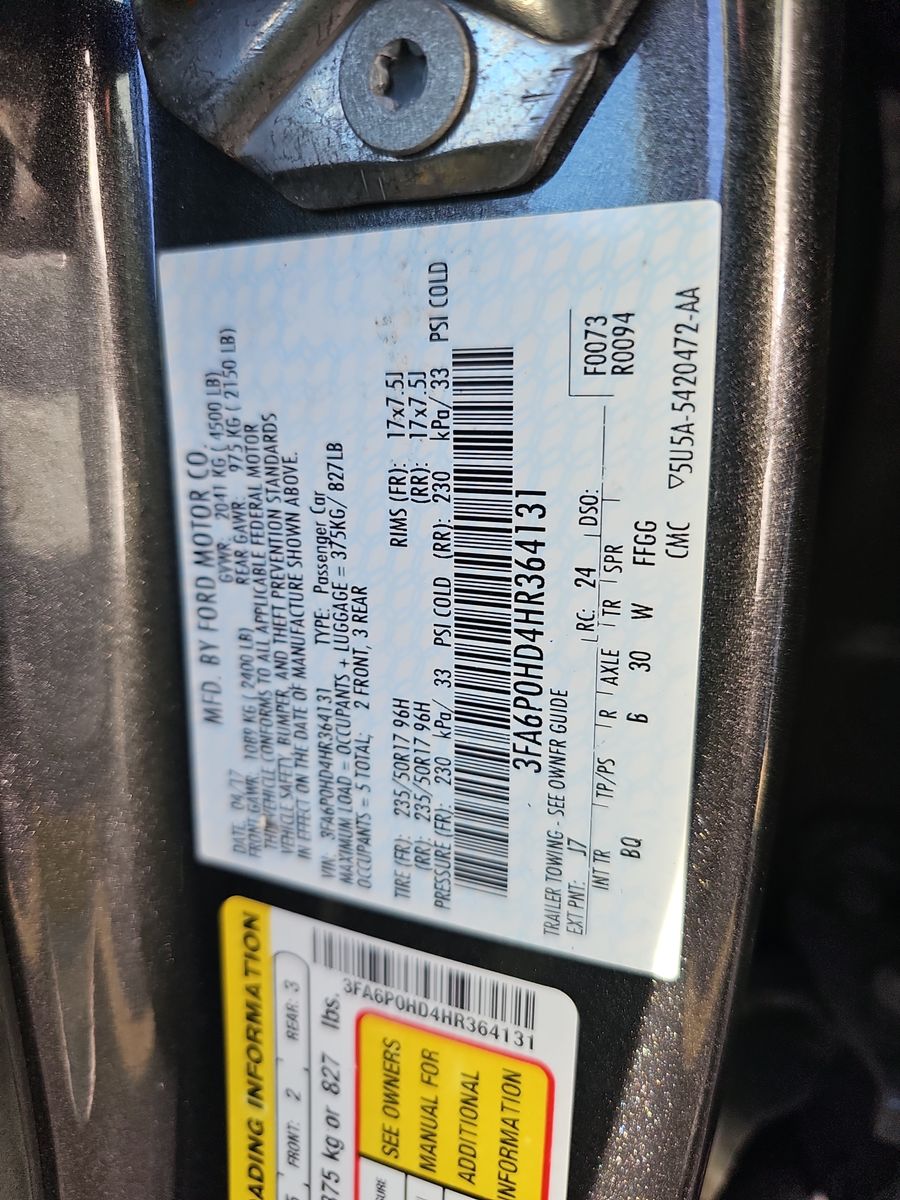 MFD. BY FORD MOTOR CO.
DATE: 04/17 GVWR: 2041 KG ( 4500 LB)
FRONT GAWR: 1089 KG ( 2400 LB) REAR GAWR: 975 KG ( 2150 LB)
THIS VEHICLE CONFORMS TO ALL APPLICABLE FEDERAL MOTOR
VEHICLE SAFETY, BUMPER, AND THEFT PREVENTION STANDARDS
IN EFFECT ON THE DATE OF MANUFACTURE SHOWN ABOVE.
VIN: 3FA6P0HD4HR364131 TYPE: Passenger Car
MAXIMUM LOAD = OCCUPANTS + LUGGAGE = 375KG/ 827LB
OCCUPANTS = 5 TOTAL; 2 FRONT, 3 REAR
TIRE (FR): 235/50R17 96H RIMS (FR): 17x7.5J
(RR): 235/50R17 96H (RR): 17x7.5J
PRESSURE (FR): 230 kPa/ 33 PSI COLD (RR): 230 kPa/ 33 PSI COLD
3FA6P0HD4HR364131
TRAILER TOWING - SEE OWNER GUIDE
EXT PNT: J7 RC: 24 DSO: F0073
R0094
INT TR TP/PS R AXLE TR SPR
BQ B 30 W FFGG
CMC ▽5U5A-5420472-AA
ADING INFORMATION
FRONT: 2 REAR: 3
375 kg or 827 lbs.
3FA6P0HD4HR364131
SEE OWNERS
MANUAL FOR
ADDITIONAL
INFORMATION